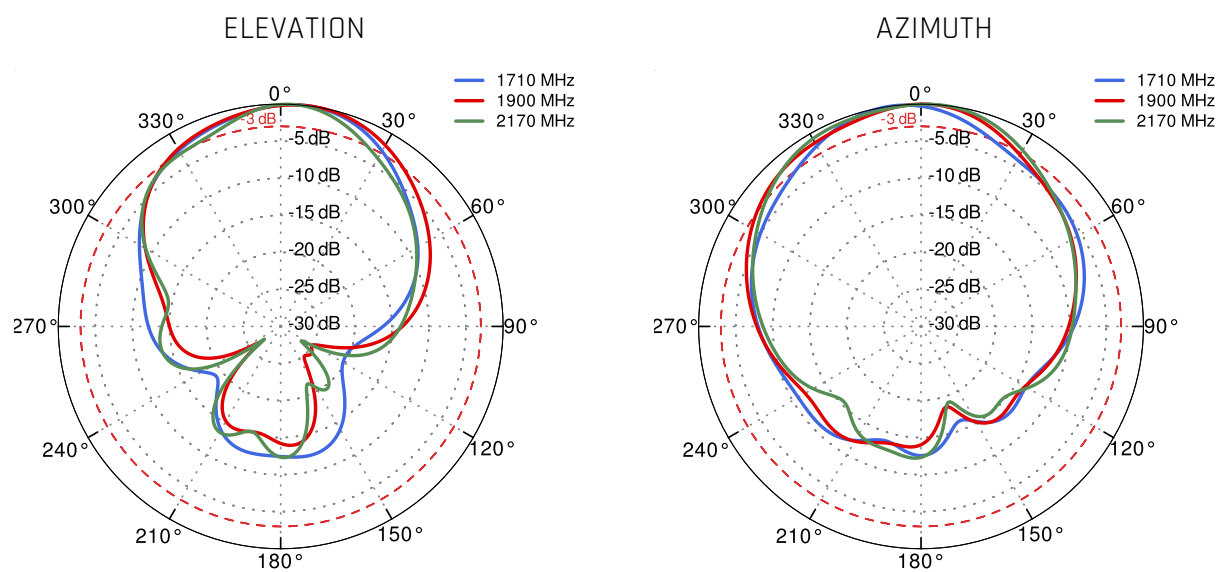 ELEVATION
1710 MHz
1900 MHz
2170 MHz
0°
-3 dB
330°
30°
-5 dB
-10 dB
300°
60°
-15 dB
-20 dB
-25 dB
270°
-30 dB
90°
240°
120°
210°
150°
180°
AZIMUTH
1710 MHz
1900 MHz
2170 MHz
0°
-3 dB
330°
30°
-5 dB
-10 dB
300°
60°
-15 dB
-20 dB
-25 dB
270°
-30 dB
90°
240°
120°
210°
150°
180°